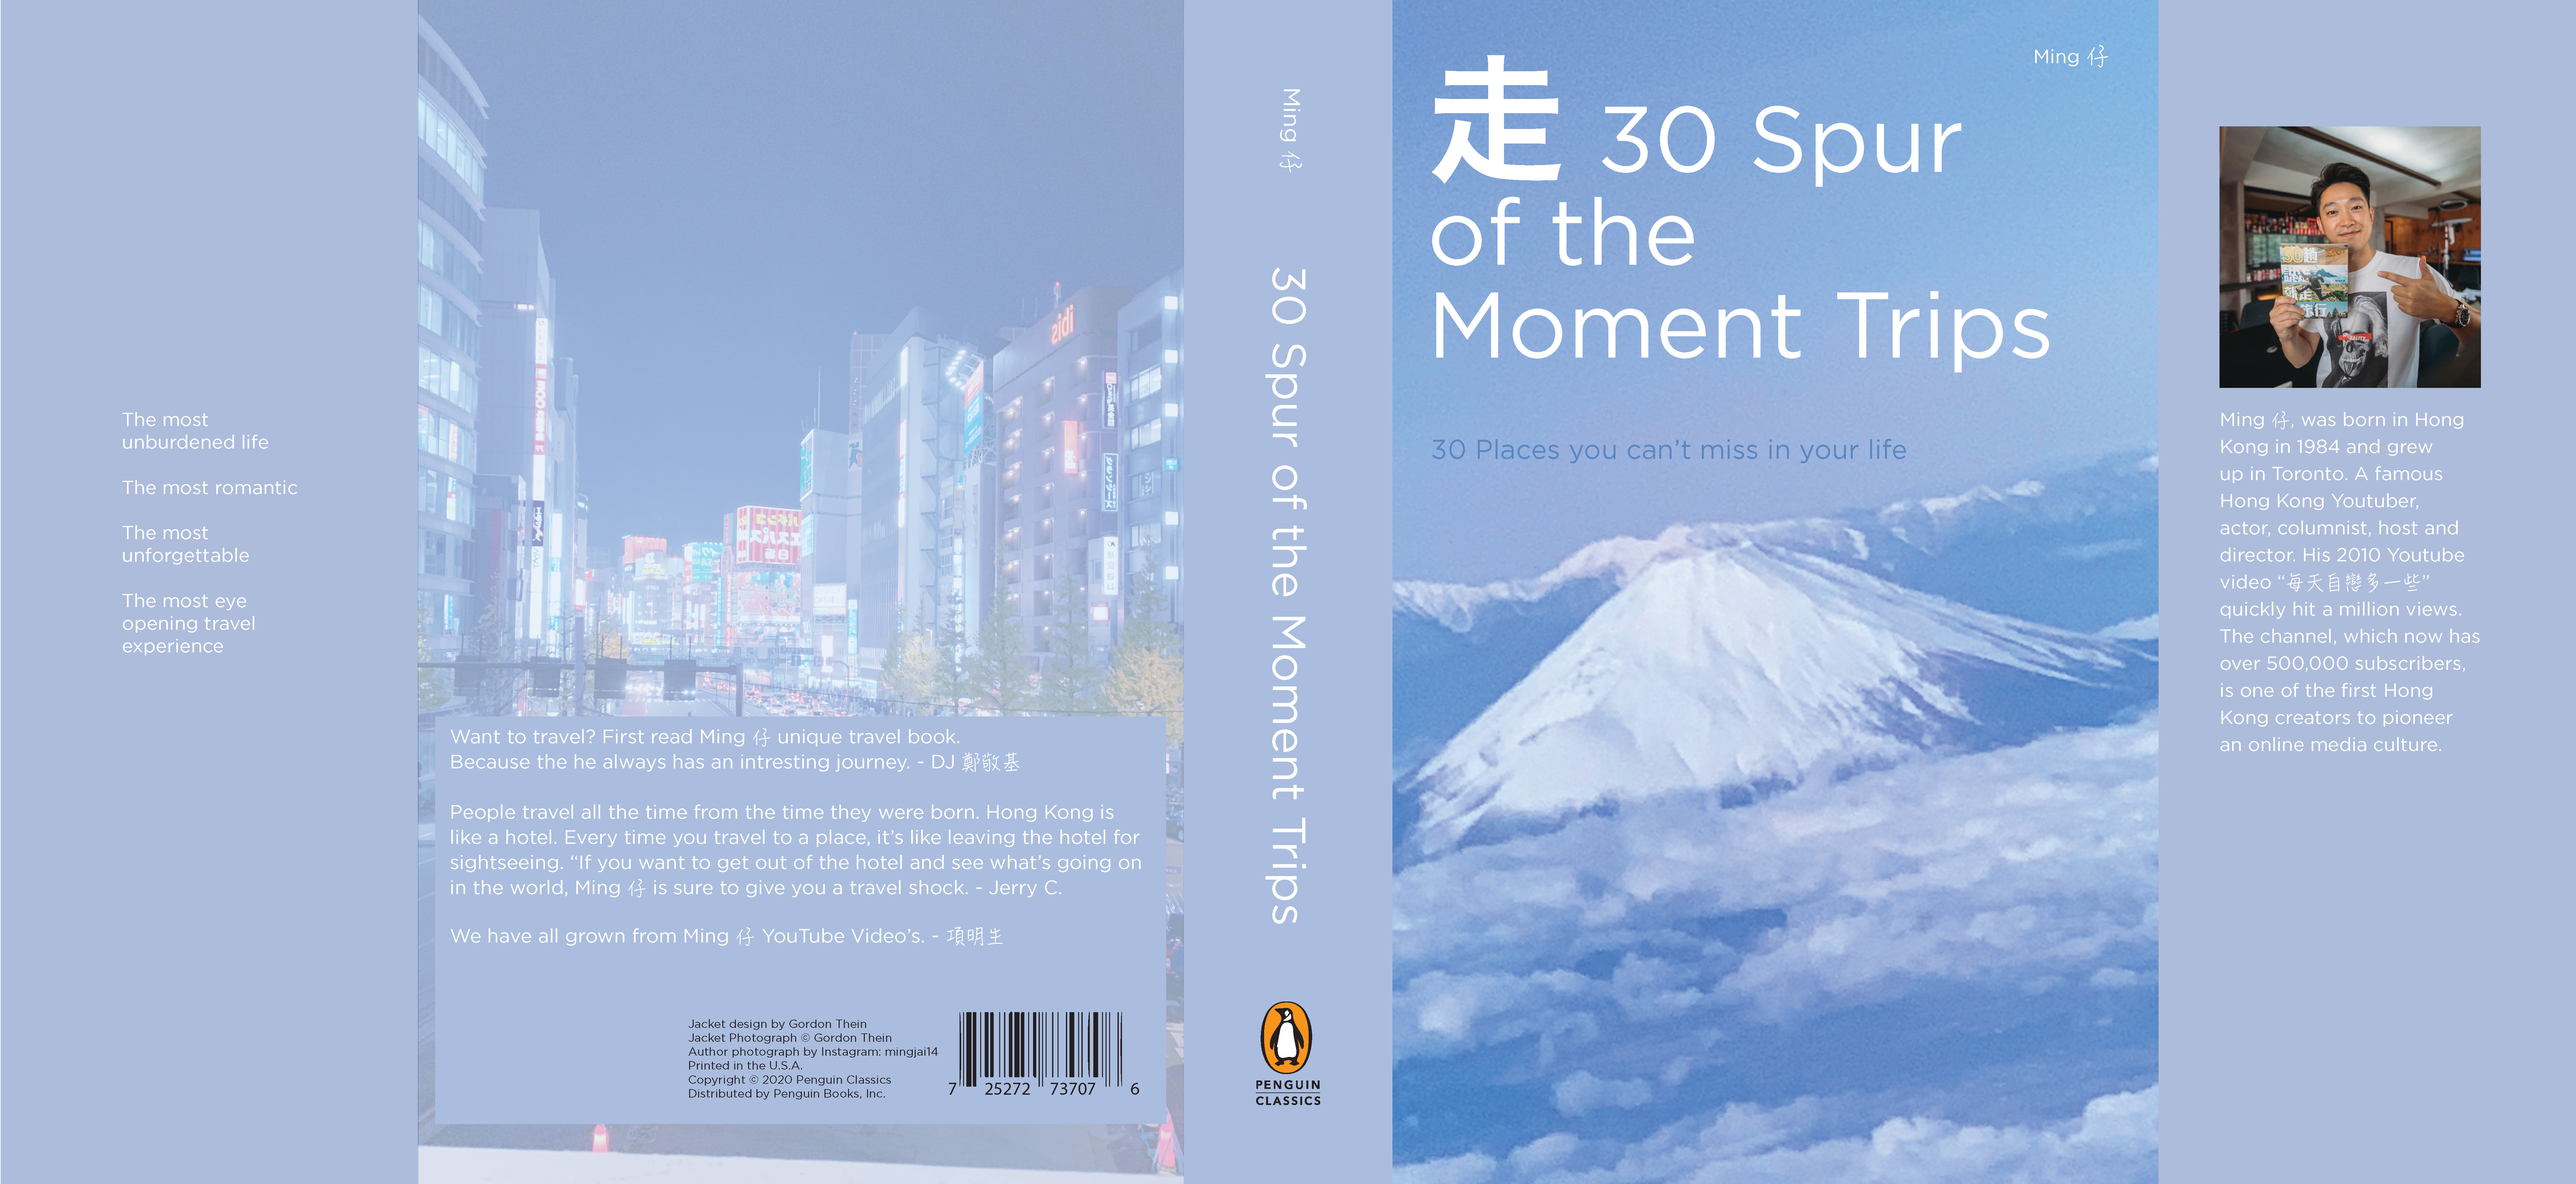 The most
unburdened life
The most romantic
The most
unforgettable
The most eye
opening travel
experience
Want to travel? First read Ming 仔 unique travel book.
Because the he always has an intresting journey. - DJ 鄭敬基
People travel all the time from the time they were born. Hong Kong is
like a hotel. Every time you travel to a place, it’s like leaving the hotel for
sightseeing. “If you want to get out of the hotel and see what’s going on
in the world, Ming 仔 is sure to give you a travel shock. - Jerry C.
We have all grown from Ming 仔 YouTube Video’s. - 項明生
Jacket design by Gordon Thein
Jacket Photograph © Gordon Thein
Author photograph by Instagram: mingjai14
Printed in the U.S.A.
Copyright © 2020 Penguin Classics
Distributed by Penguin Books, Inc.
7 25272 73707 6
Ming 仔
30 Spur of the Moment Trips
PENGUIN
CLASSICS
Ming 仔
走 30 Spur
of the
Moment Trips
30 Places you can’t miss in your life
Ming 仔, was born in Hong
Kong in 1984 and grew
up in Toronto. A famous
Hong Kong Youtuber,
actor, columnist, host and
director. His 2010 Youtube
video “每天自戀多一些”
quickly hit a million views.
The channel, which now has
over 500,000 subscribers,
is one of the first Hong
Kong creators to pioneer
an online media culture.